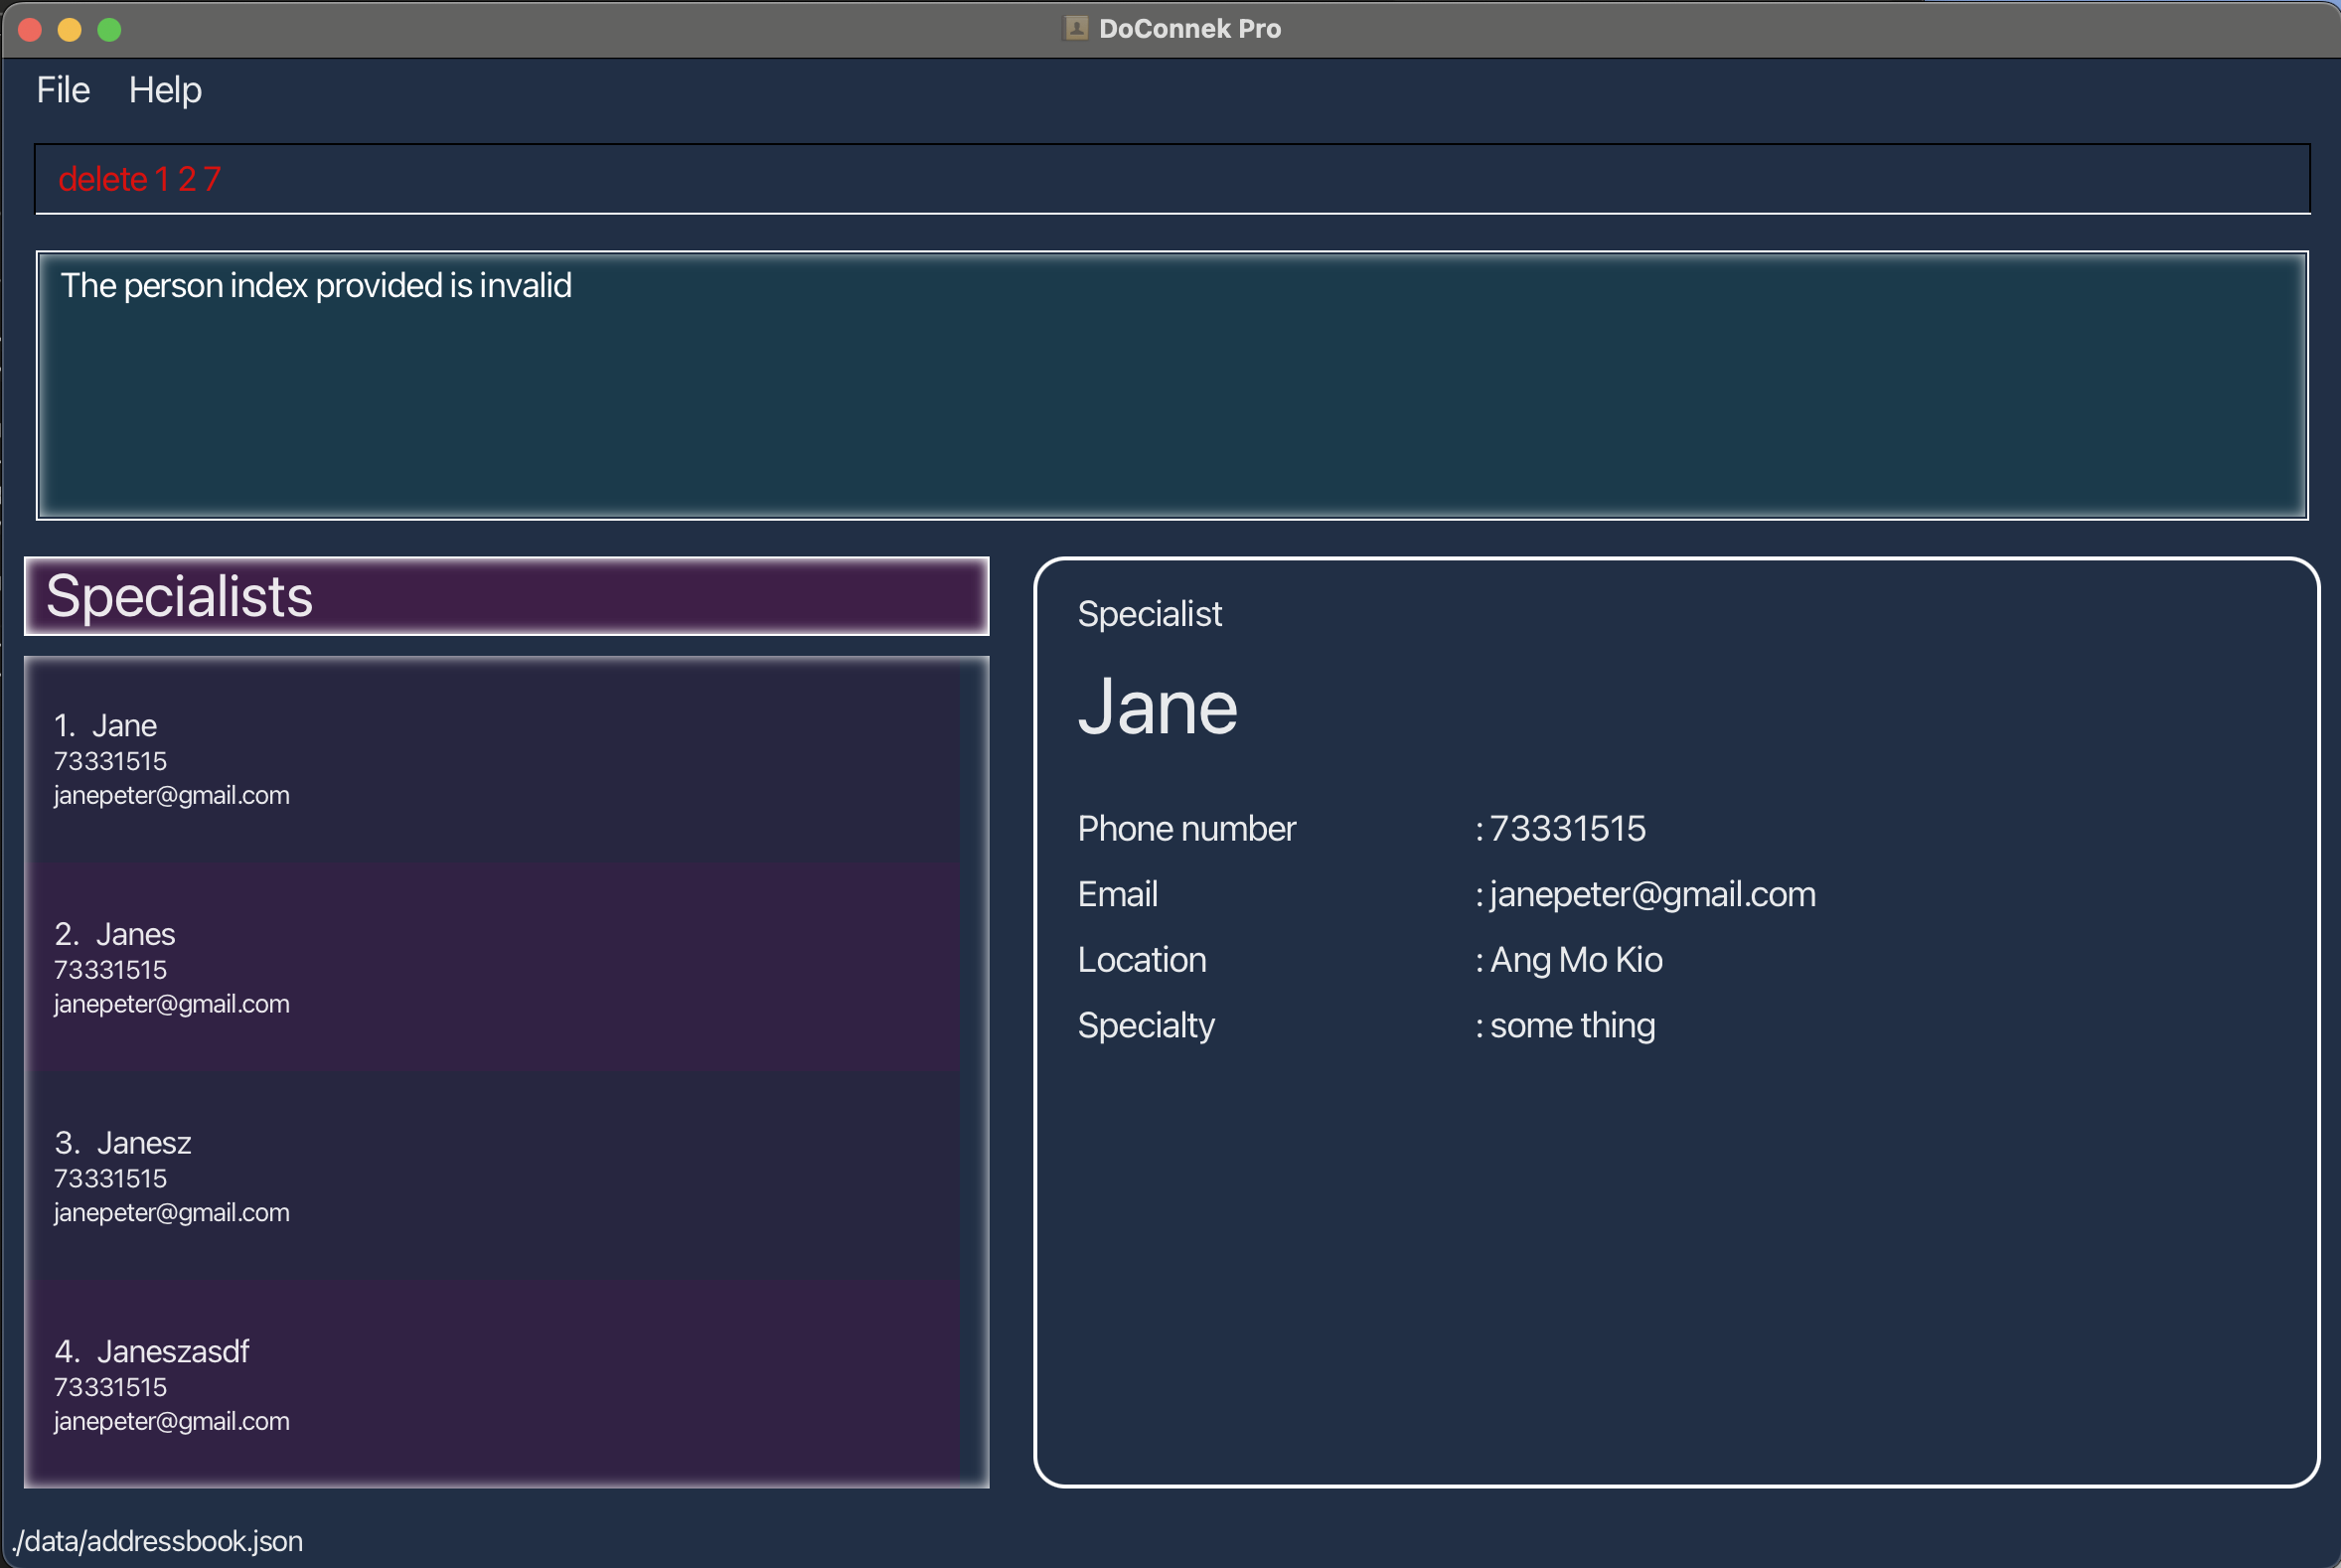 DoConnek Pro
File Help
delete 1 2 7
The person index provided is invalid
Specialists
1. Jane
73331515
janepeter@gmail.com
2. Janes
73331515
janepeter@gmail.com
3. Janesz
73331515
janepeter@gmail.com
4. Janeszasdf
73331515
janepeter@gmail.com
Specialist
Jane
Phone number : 73331515
Email : janepeter@gmail.com
Location : Ang Mo Kio
Specialty : some thing
./data/addressbook.json